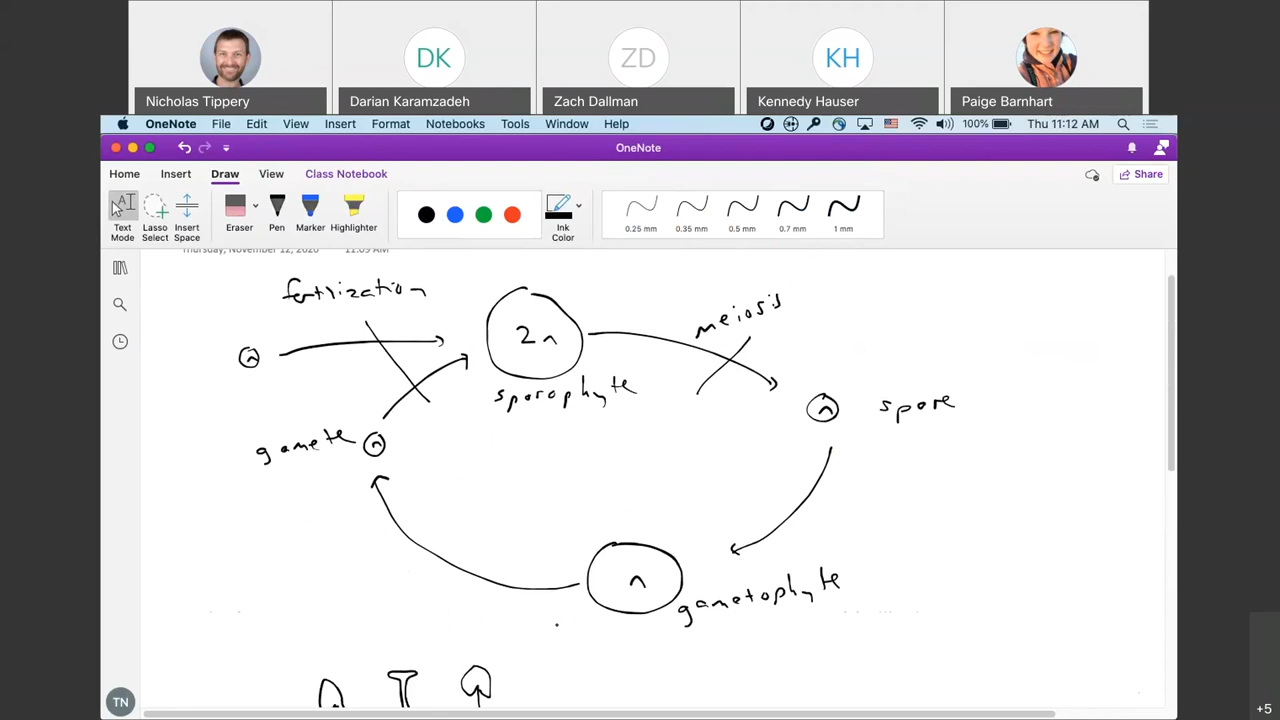 DK
ZD
KH
Nicholas Tippery
Darian Karamzadeh
Zach Dallman
Kennedy Hauser
Paige Barnhart
OneNote File Edit View Insert Format Notebooks Tools Window Help 100% Thu 11:12 AM
OneNote
Home Insert Draw View Class Notebook Share
Text Mode
Lasso Select
Insert Space
Eraser
Pen
Marker
Highlighter
Ink Color
0.25 mm
0.35 mm
0.5 mm
0.7 mm
1 mm
Thursday, November 12, 2020 11:09 AM
fertilization
meiosis
n
2n
sporophyte
n
spore
gamete
n
n
gametophyte
TN
+5